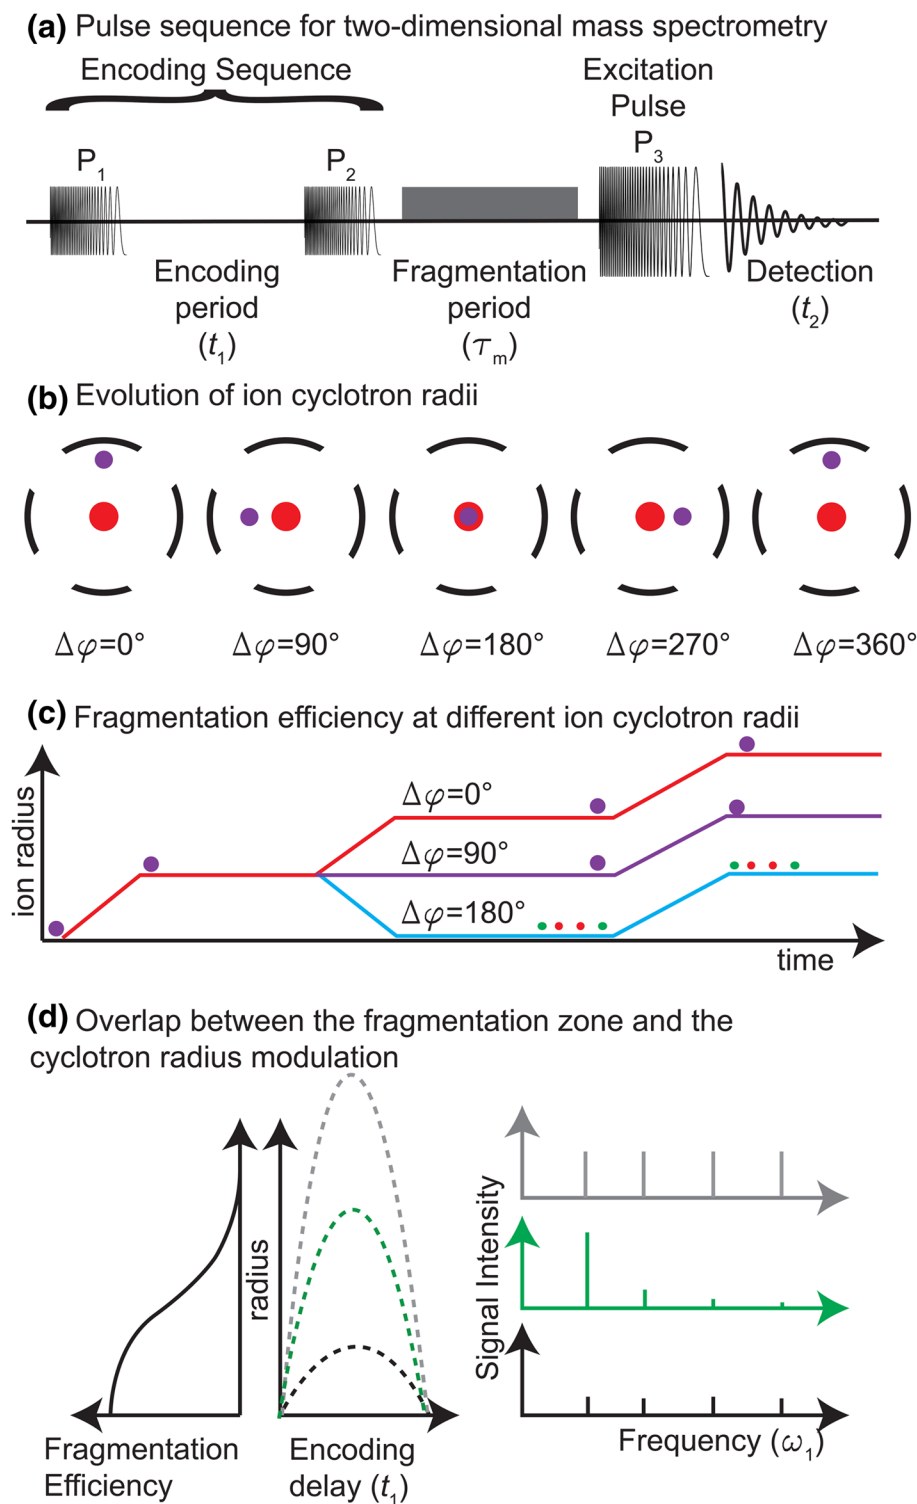 (a) Pulse sequence for two-dimensional mass spectrometry
Encoding Sequence
Excitation
Pulse
P₁
P₂
P₃
Encoding
period
(t₁)
Fragmentation
period
(τₘ)
Detection
(t₂)
(b) Evolution of ion cyclotron radii
Δφ=0°
Δφ=90°
Δφ=180°
Δφ=270°
Δφ=360°
(c) Fragmentation efficiency at different ion cyclotron radii
ion radius
Δφ=0°
Δφ=90°
Δφ=180°
time
(d) Overlap between the fragmentation zone and the
cyclotron radius modulation
radius
Fragmentation
Efficiency
Encoding
delay (t₁)
Signal Intensity
Frequency (ω₁)